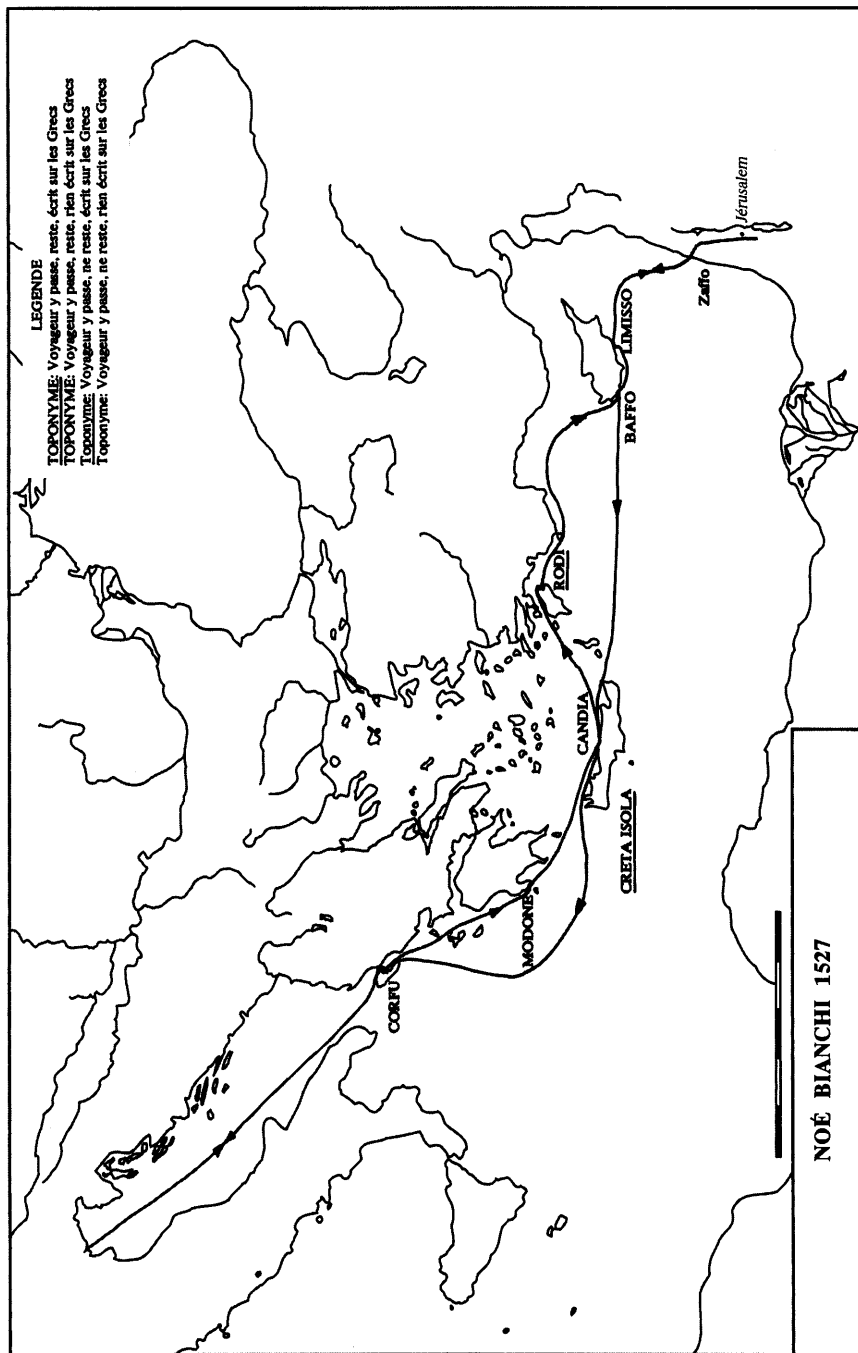 LEGENDE
TOPONYME: Voyageur y passe, reste, écrit sur les Grecs
TOPONYME: Voyageur y passe, reste, rien écrit sur les Grecs
Toponyme: Voyageur y passe, ne reste, écrit sur les Grecs
Toponyme: Voyageur y passe, ne reste, rien écrit sur les Grecs
CORFU
MODONE
CRETA ISOLA
CANDIA
RODI
BAFFO
LIMISSO
Zaffo
Jérusalem
NOÉ BIANCHI 1527